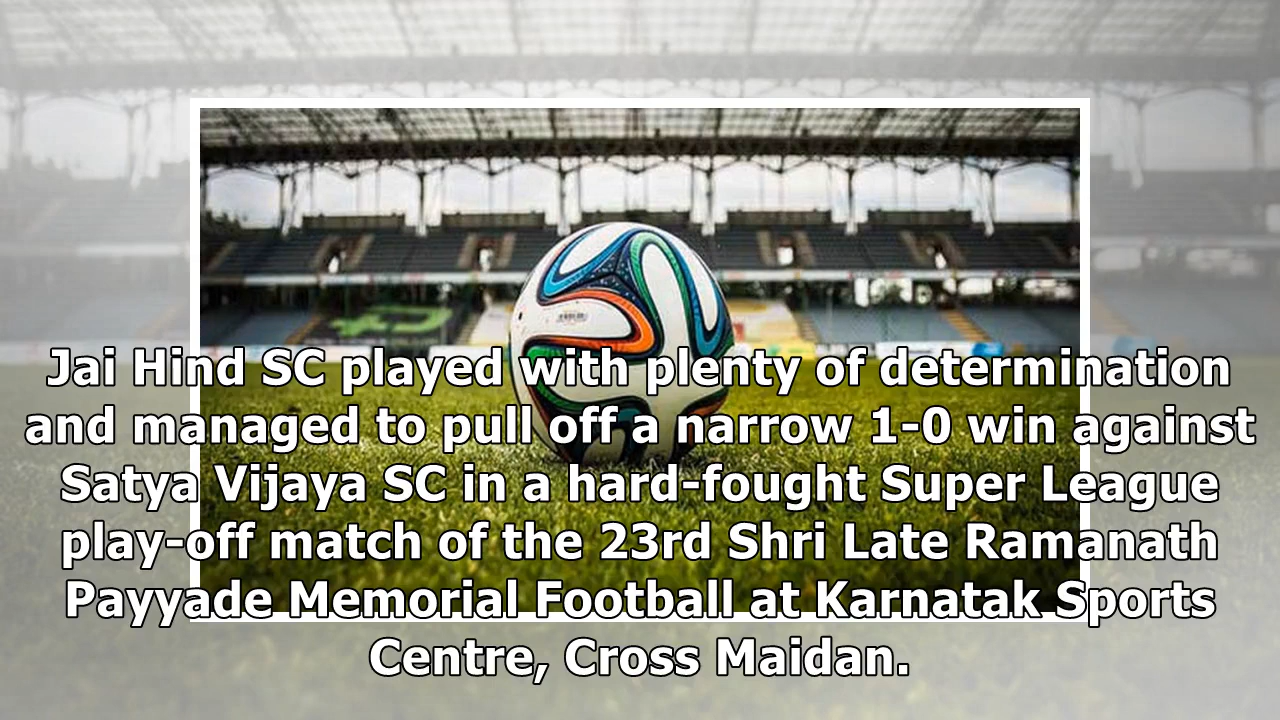 Jai Hind SC played with plenty of determination
and managed to pull off a narrow 1-0 win against
Satya Vijaya SC in a hard-fought Super League
play-off match of the 23rd Shri Late Ramanath
Payyade Memorial Football at Karnatak Sports
Centre, Cross Maidan.